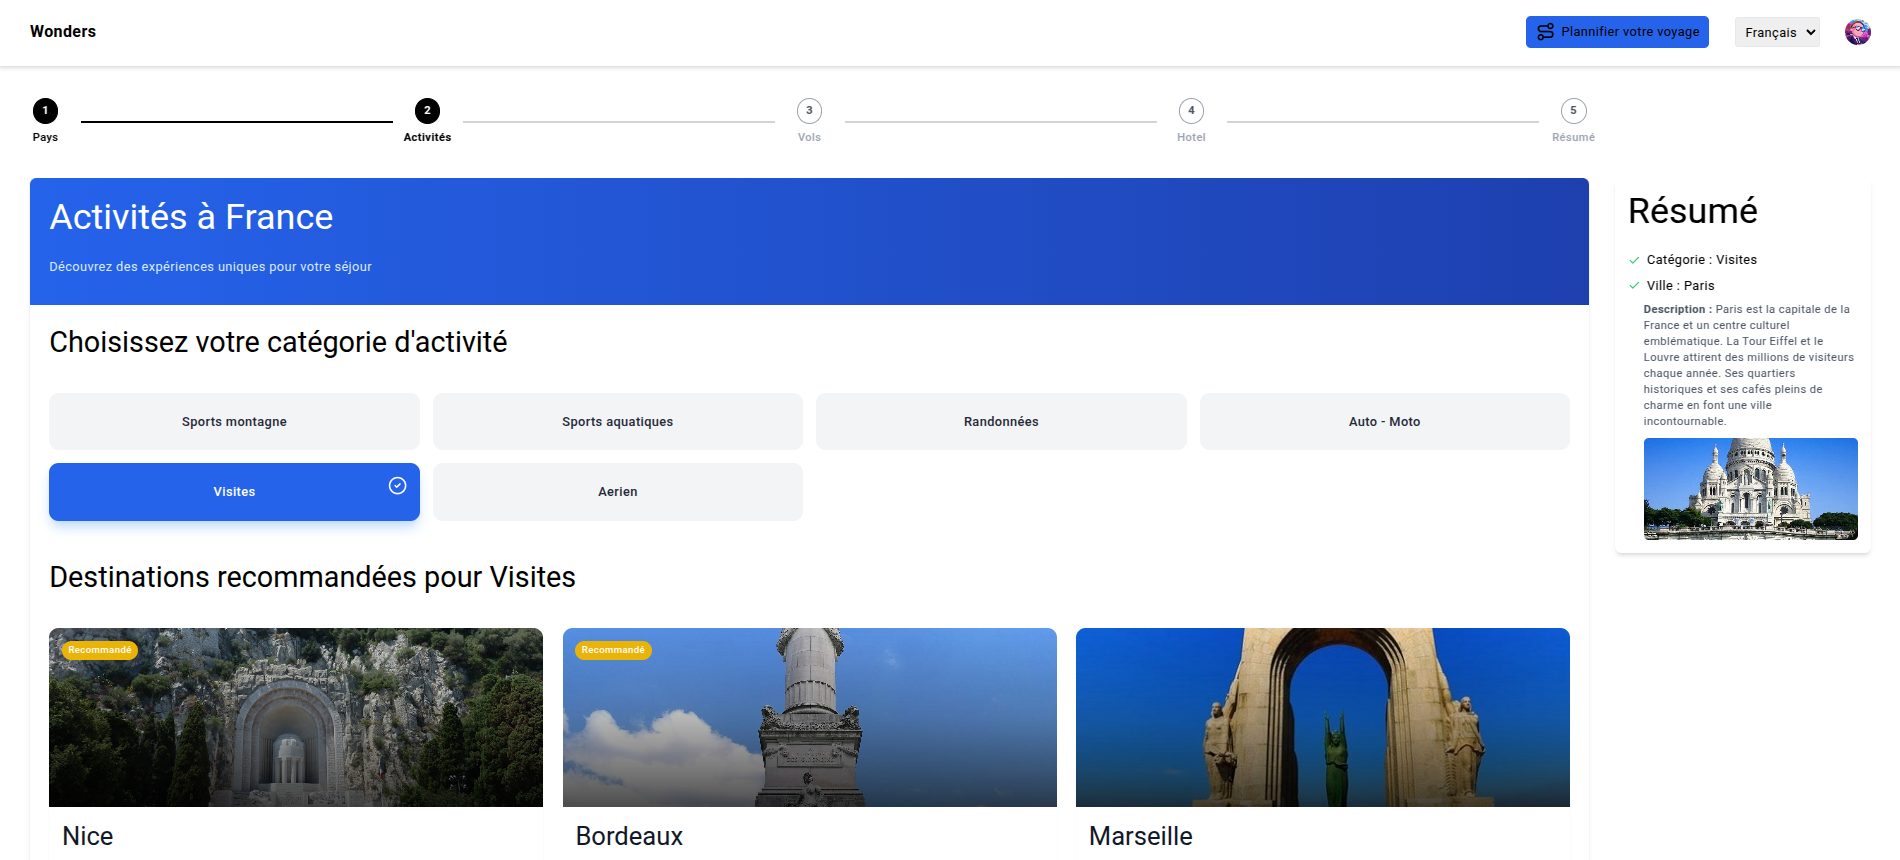 Wonders
Plannifier votre voyage
Français
1
Pays
2
Activités
3
Vols
4
Hotel
5
Résumé
Activités à France
Découvrez des expériences uniques pour votre séjour
Choisissez votre catégorie d'activité
Sports montagne
Sports aquatiques
Randonnées
Auto - Moto
Visites
Aerien
Destinations recommandées pour Visites
Recommandé
Nice
Recommandé
Bordeaux
Marseille
Résumé
Catégorie : Visites
Ville : Paris
Description : Paris est la capitale de la
France et un centre culturel
emblématique. La Tour Eiffel et le
Louvre attirent des millions de visiteurs
chaque année. Ses quartiers
historiques et ses cafés pleins de
charme en font une ville
incontournable.